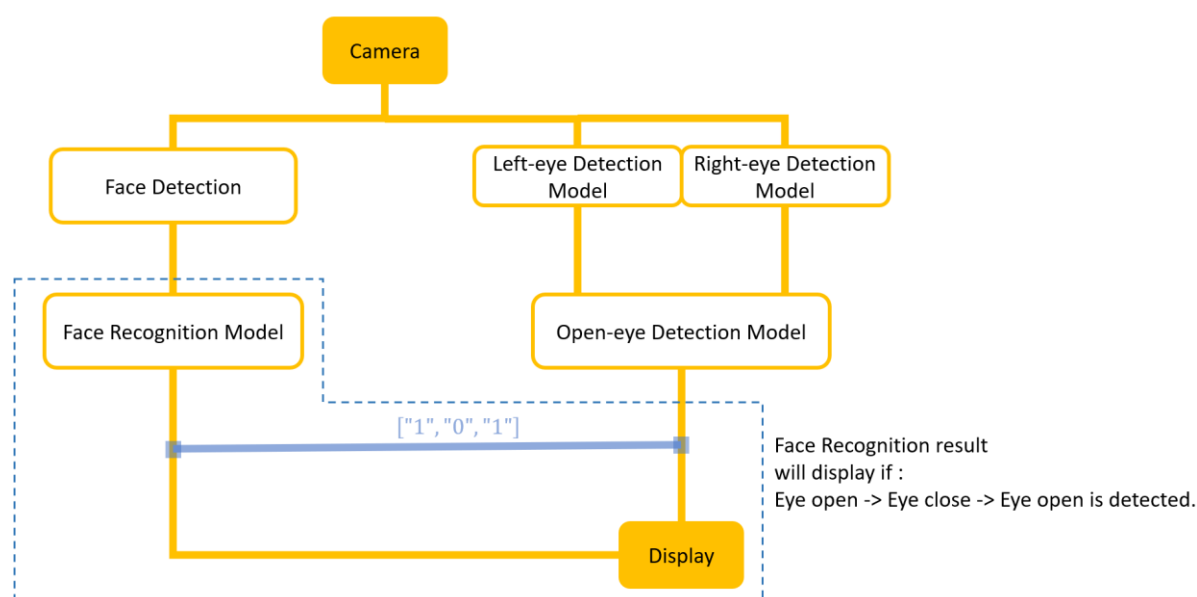 Camera
Face Detection
Left-eye Detection
Model
Right-eye Detection
Model
Face Recognition Model
Open-eye Detection Model
["1", "0", "1"]
Face Recognition result
will display if :
Eye open -> Eye close -> Eye open is detected.
Display